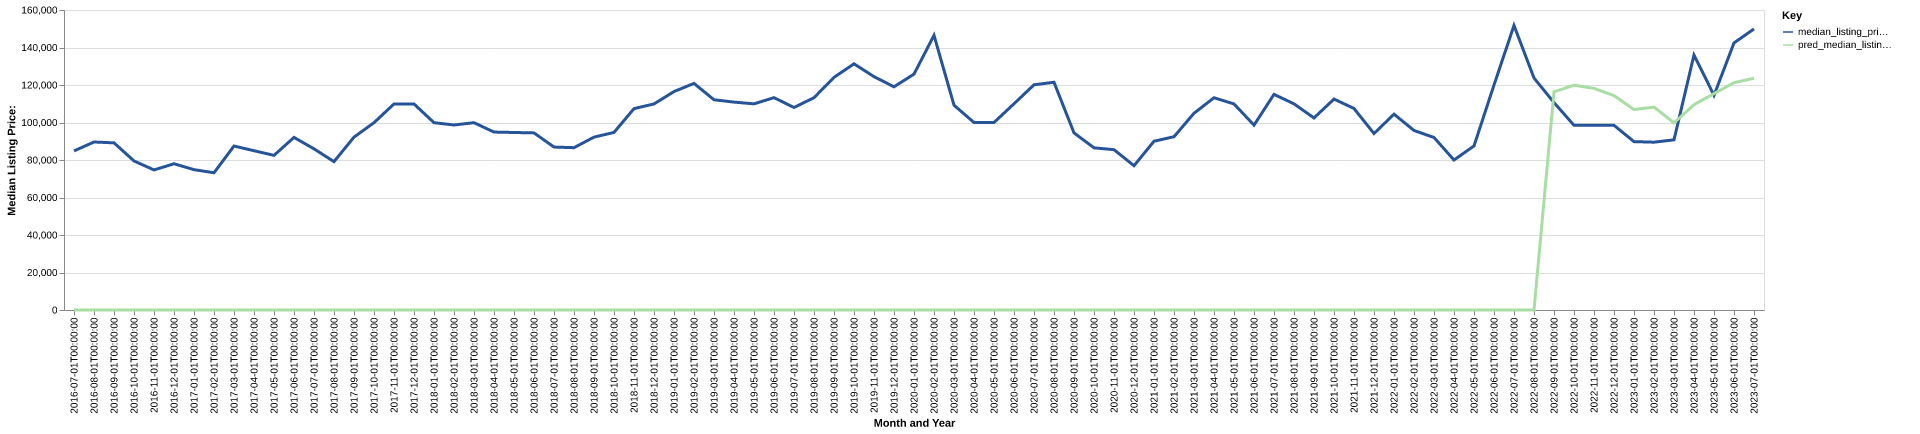 160,000
140,000
120,000
100,000
80,000
60,000
40,000
20,000
0
Median Listing Price:
2016-07-01T00:00:00
2016-08-01T00:00:00
2016-09-01T00:00:00
2016-10-01T00:00:00
2016-11-01T00:00:00
2016-12-01T00:00:00
2017-01-01T00:00:00
2017-02-01T00:00:00
2017-03-01T00:00:00
2017-04-01T00:00:00
2017-05-01T00:00:00
2017-06-01T00:00:00
2017-07-01T00:00:00
2017-08-01T00:00:00
2017-09-01T00:00:00
2017-10-01T00:00:00
2017-11-01T00:00:00
2017-12-01T00:00:00
2018-01-01T00:00:00
2018-02-01T00:00:00
2018-03-01T00:00:00
2018-04-01T00:00:00
2018-05-01T00:00:00
2018-06-01T00:00:00
2018-07-01T00:00:00
2018-08-01T00:00:00
2018-09-01T00:00:00
2018-10-01T00:00:00
2018-11-01T00:00:00
2018-12-01T00:00:00
2019-01-01T00:00:00
2019-02-01T00:00:00
2019-03-01T00:00:00
2019-04-01T00:00:00
2019-05-01T00:00:00
2019-06-01T00:00:00
2019-07-01T00:00:00
2019-08-01T00:00:00
2019-09-01T00:00:00
2019-10-01T00:00:00
2019-11-01T00:00:00
2019-12-01T00:00:00
2020-01-01T00:00:00
2020-02-01T00:00:00
2020-03-01T00:00:00
2020-04-01T00:00:00
2020-05-01T00:00:00
2020-06-01T00:00:00
2020-07-01T00:00:00
2020-08-01T00:00:00
2020-09-01T00:00:00
2020-10-01T00:00:00
2020-11-01T00:00:00
2020-12-01T00:00:00
2021-01-01T00:00:00
2021-02-01T00:00:00
2021-03-01T00:00:00
2021-04-01T00:00:00
2021-05-01T00:00:00
2021-06-01T00:00:00
2021-07-01T00:00:00
2021-08-01T00:00:00
2021-09-01T00:00:00
2021-10-01T00:00:00
2021-11-01T00:00:00
2021-12-01T00:00:00
2022-01-01T00:00:00
2022-02-01T00:00:00
2022-03-01T00:00:00
2022-04-01T00:00:00
2022-05-01T00:00:00
2022-06-01T00:00:00
2022-07-01T00:00:00
2022-08-01T00:00:00
2022-09-01T00:00:00
2022-10-01T00:00:00
2022-11-01T00:00:00
2022-12-01T00:00:00
2023-01-01T00:00:00
2023-02-01T00:00:00
2023-03-01T00:00:00
2023-04-01T00:00:00
2023-05-01T00:00:00
2023-06-01T00:00:00
2023-07-01T00:00:00
Month and Year
Key
median_listing_pri…
pred_median_listin…